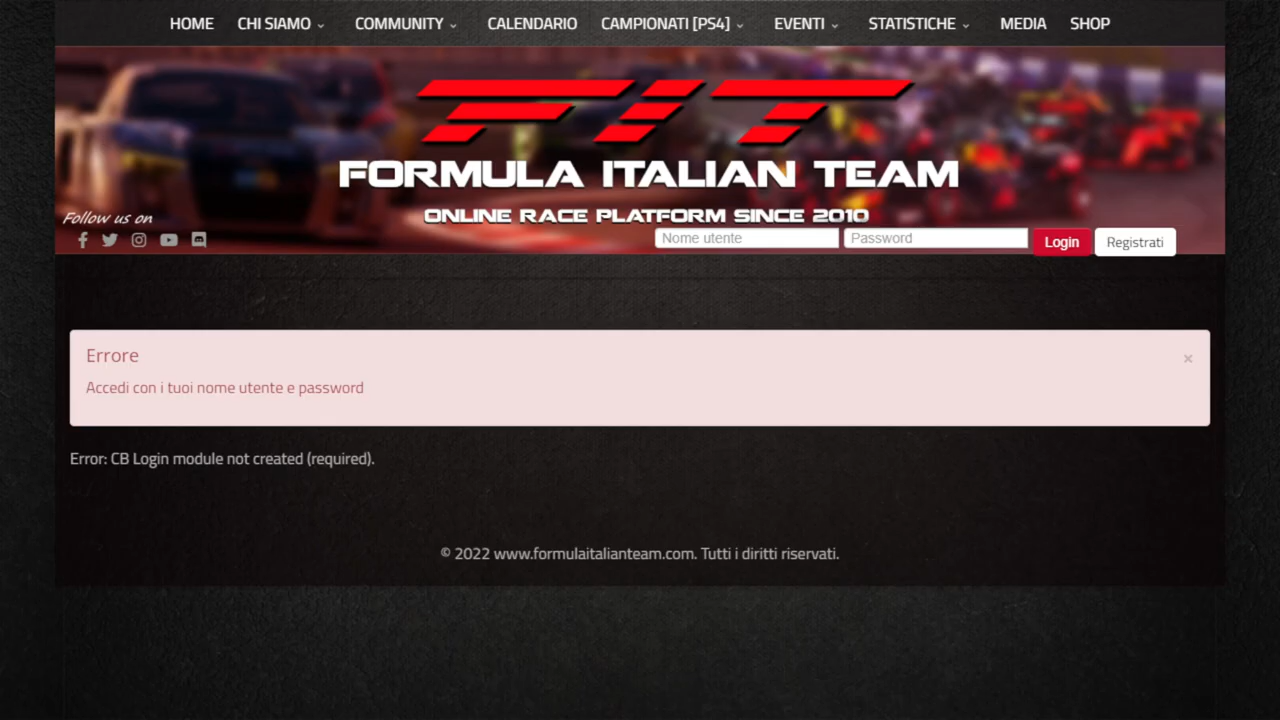 HOME CHI SIAMO COMMUNITY CALENDARIO CAMPIONATI [PS4] EVENTI STATISTICHE MEDIA SHOP
FIT
FORMULA ITALIAN TEAM
ONLINE RACE PLATFORM SINCE 2010
Follow us on
Nome utente Password Login Registrati
Errore
×
Accedi con i tuoi nome utente e password
Error: CB Login module not created (required).
© 2022 www.formulaitalianteam.com. Tutti i diritti riservati.